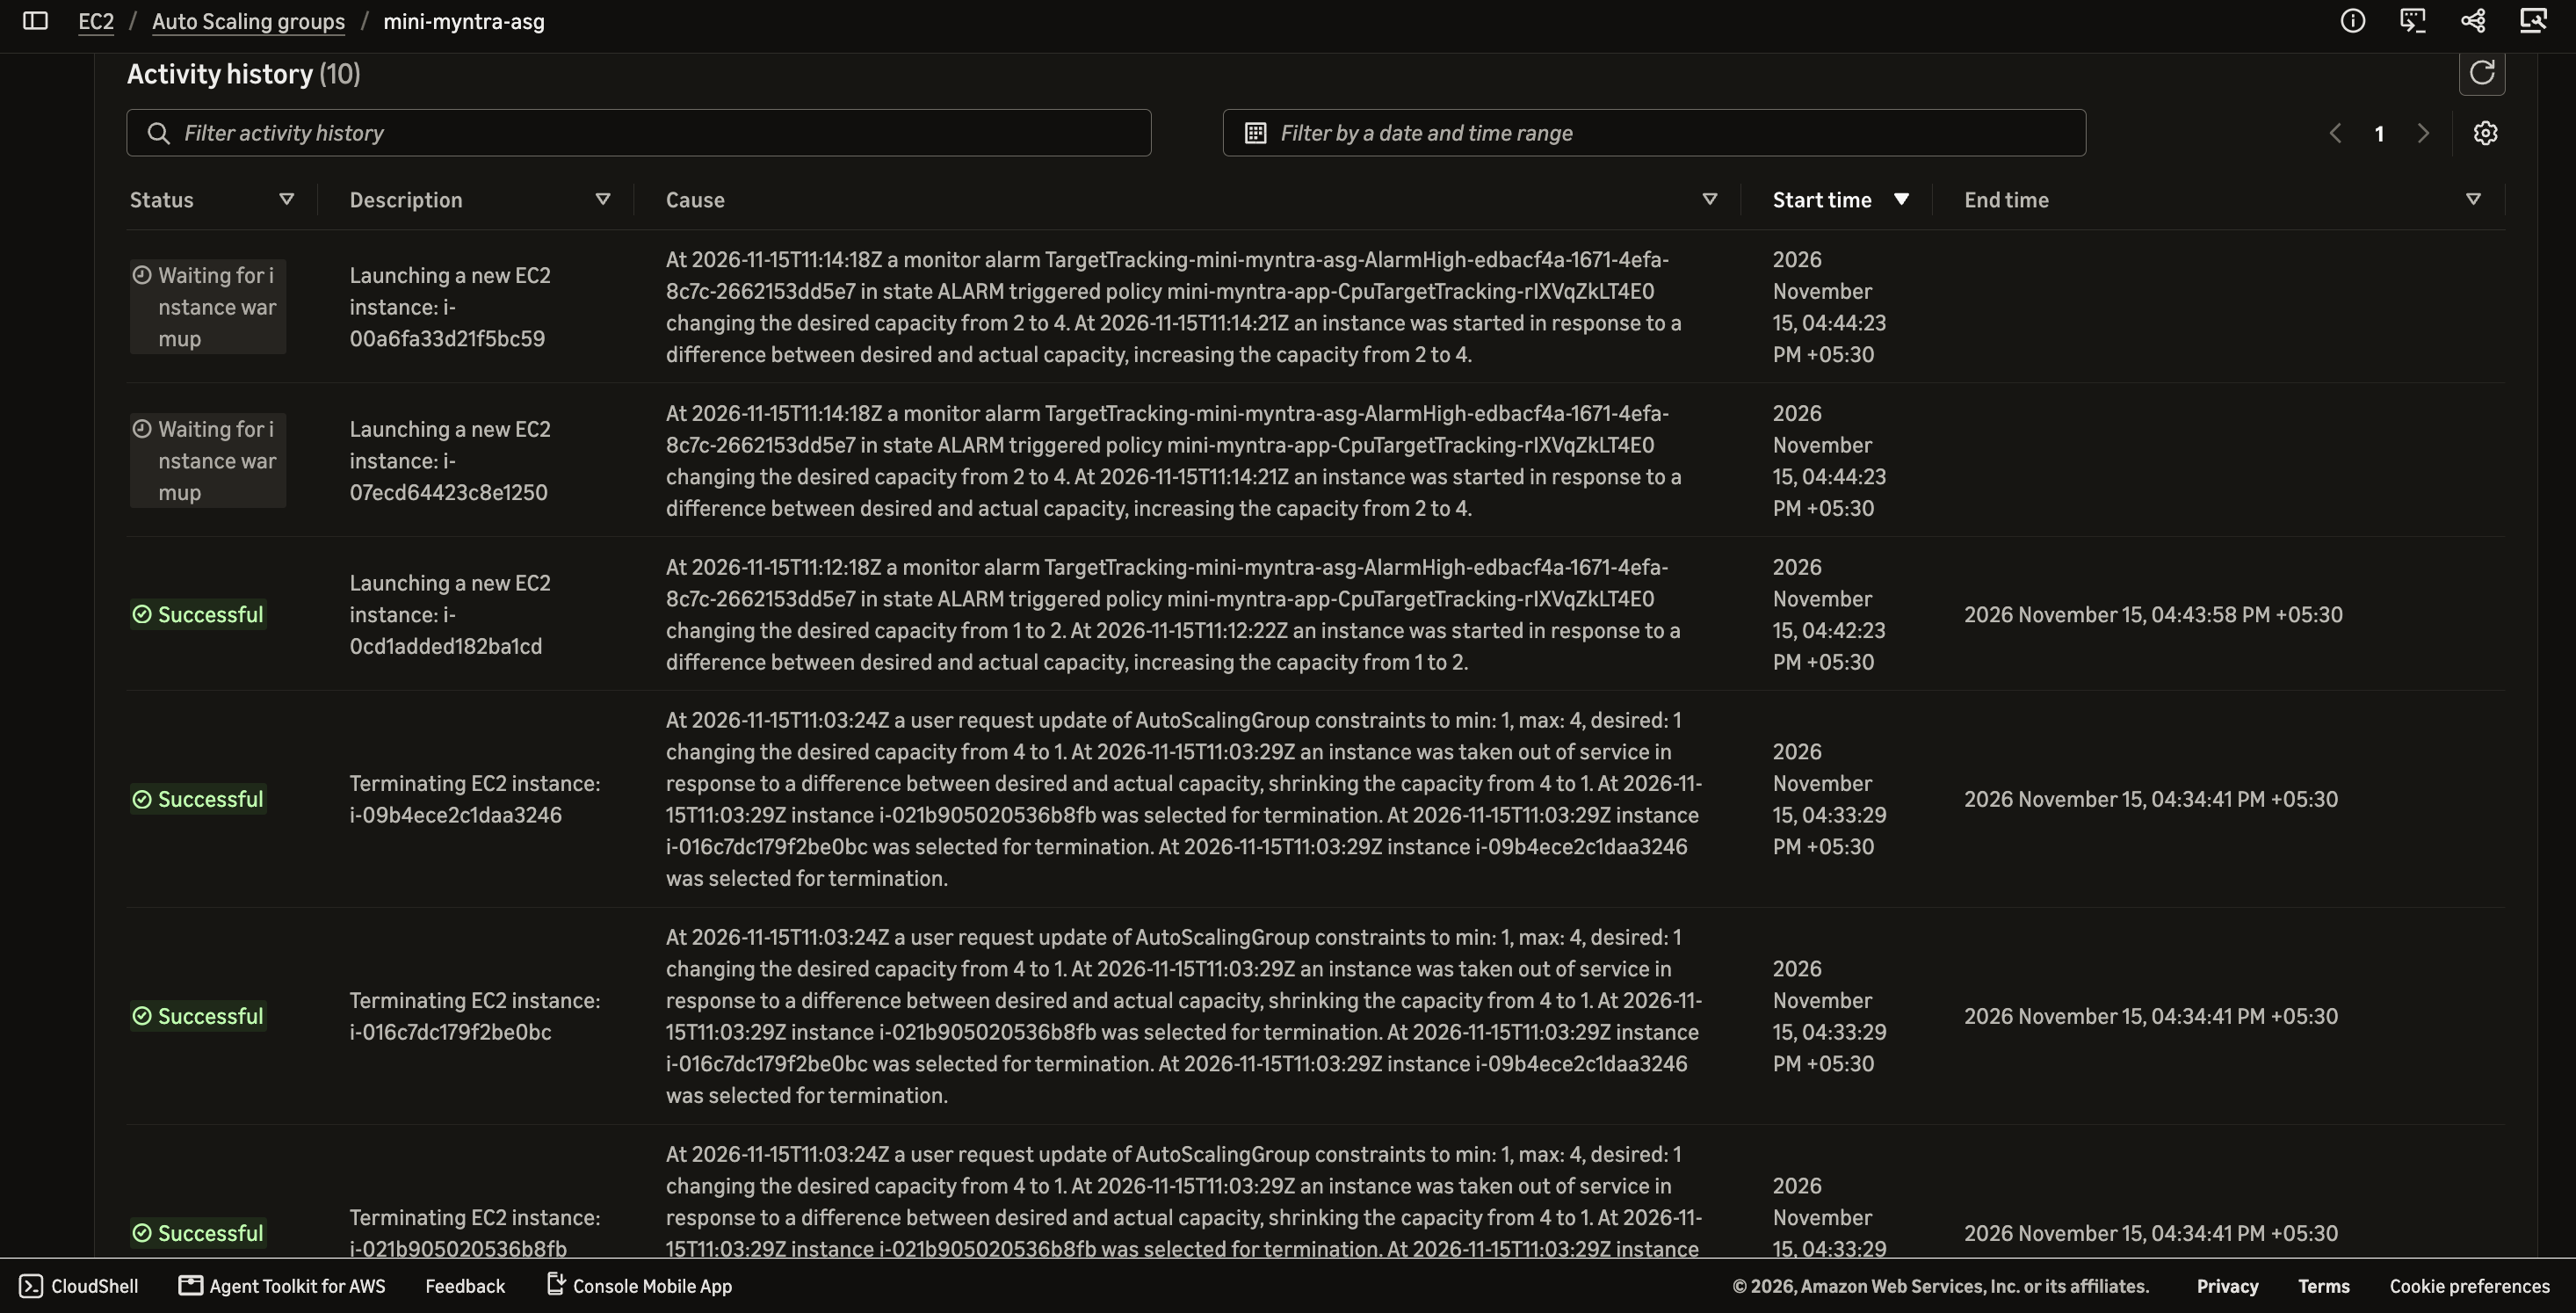 EC2 / Auto Scaling groups / mini-myntra-asg
Activity history (10)
Filter activity history
Filter by a date and time range
1
Status
Description
Cause
Start time
End time
Waiting for i
nstance war
mup
Launching a new EC2
instance: i-
00a6fa33d21f5bc59
At 2026-11-15T11:14:18Z a monitor alarm TargetTracking-mini-myntra-asg-AlarmHigh-edbacf4a-1671-4efa-
8c7c-2662153dd5e7 in state ALARM triggered policy mini-myntra-app-CpuTargetTracking-rIXVqZkLT4E0
changing the desired capacity from 2 to 4. At 2026-11-15T11:14:21Z an instance was started in response to a
difference between desired and actual capacity, increasing the capacity from 2 to 4.
2026
November
15, 04:44:23
PM +05:30
Waiting for i
nstance war
mup
Launching a new EC2
instance: i-
07ecd64423c8e1250
At 2026-11-15T11:14:18Z a monitor alarm TargetTracking-mini-myntra-asg-AlarmHigh-edbacf4a-1671-4efa-
8c7c-2662153dd5e7 in state ALARM triggered policy mini-myntra-app-CpuTargetTracking-rIXVqZkLT4E0
changing the desired capacity from 2 to 4. At 2026-11-15T11:14:21Z an instance was started in response to a
difference between desired and actual capacity, increasing the capacity from 2 to 4.
2026
November
15, 04:44:23
PM +05:30
Successful
Launching a new EC2
instance: i-
0cd1added182ba1cd
At 2026-11-15T11:12:18Z a monitor alarm TargetTracking-mini-myntra-asg-AlarmHigh-edbacf4a-1671-4efa-
8c7c-2662153dd5e7 in state ALARM triggered policy mini-myntra-app-CpuTargetTracking-rIXVqZkLT4E0
changing the desired capacity from 1 to 2. At 2026-11-15T11:12:22Z an instance was started in response to a
difference between desired and actual capacity, increasing the capacity from 1 to 2.
2026
November
15, 04:42:23
PM +05:30
2026 November 15, 04:43:58 PM +05:30
Successful
Terminating EC2 instance:
i-09b4ece2c1daa3246
At 2026-11-15T11:03:24Z a user request update of AutoScalingGroup constraints to min: 1, max: 4, desired: 1
changing the desired capacity from 4 to 1. At 2026-11-15T11:03:29Z an instance was taken out of service in
response to a difference between desired and actual capacity, shrinking the capacity from 4 to 1. At 2026-11-
15T11:03:29Z instance i-021b905020536b8fb was selected for termination. At 2026-11-15T11:03:29Z instance
i-016c7dc179f2be0bc was selected for termination. At 2026-11-15T11:03:29Z instance i-09b4ece2c1daa3246
was selected for termination.
2026
November
15, 04:33:29
PM +05:30
2026 November 15, 04:34:41 PM +05:30
Successful
Terminating EC2 instance:
i-016c7dc179f2be0bc
At 2026-11-15T11:03:24Z a user request update of AutoScalingGroup constraints to min: 1, max: 4, desired: 1
changing the desired capacity from 4 to 1. At 2026-11-15T11:03:29Z an instance was taken out of service in
response to a difference between desired and actual capacity, shrinking the capacity from 4 to 1. At 2026-11-
15T11:03:29Z instance i-021b905020536b8fb was selected for termination. At 2026-11-15T11:03:29Z instance
i-016c7dc179f2be0bc was selected for termination. At 2026-11-15T11:03:29Z instance i-09b4ece2c1daa3246
was selected for termination.
2026
November
15, 04:33:29
PM +05:30
2026 November 15, 04:34:41 PM +05:30
Successful
Terminating EC2 instance:
i-021b905020536b8fb
At 2026-11-15T11:03:24Z a user request update of AutoScalingGroup constraints to min: 1, max: 4, desired: 1
changing the desired capacity from 4 to 1. At 2026-11-15T11:03:29Z an instance was taken out of service in
response to a difference between desired and actual capacity, shrinking the capacity from 4 to 1. At 2026-11-
15T11:03:29Z instance i-021b905020536b8fb was selected for termination. At 2026-11-15T11:03:29Z instance
2026
November
15, 04:33:29
2026 November 15, 04:34:41 PM +05:30
CloudShell
Agent Toolkit for AWS
Feedback
Console Mobile App
© 2026, Amazon Web Services, Inc. or its affiliates.
Privacy
Terms
Cookie preferences